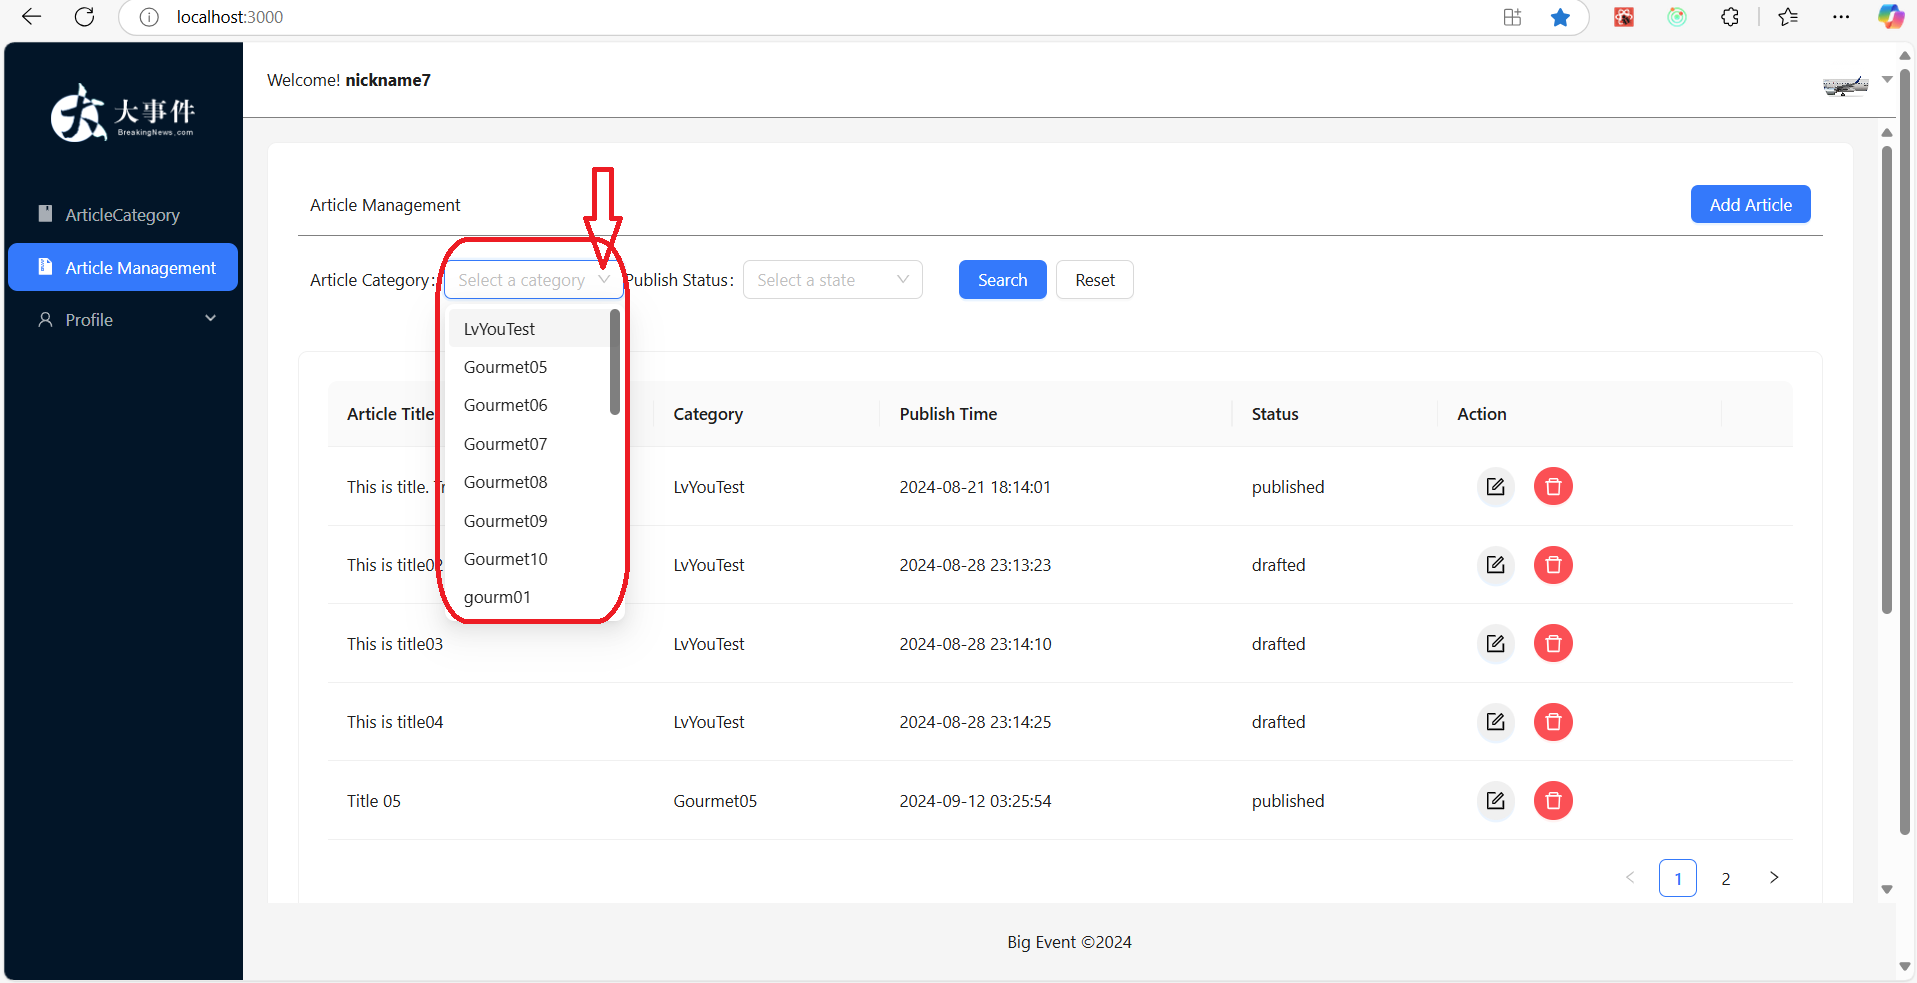 localhost:3000
大事件
BreakingNews.com
Welcome! nickname7
ArticleCategory
Article Management
Profile
Article Management
Add Article
Article Category: Select a category Publish Status: Select a state Search Reset
LvYouTest
Gourmet05
Gourmet06
Gourmet07
Gourmet08
Gourmet09
Gourmet10
gourm01
Article Title Category Publish Time Status Action
This is title. LvYouTest 2024-08-21 18:14:01 published
This is title02 LvYouTest 2024-08-28 23:13:23 drafted
This is title03 LvYouTest 2024-08-28 23:14:10 drafted
This is title04 LvYouTest 2024-08-28 23:14:25 drafted
Title 05 Gourmet05 2024-09-12 03:25:54 published
< 1 2 >
Big Event ©2024